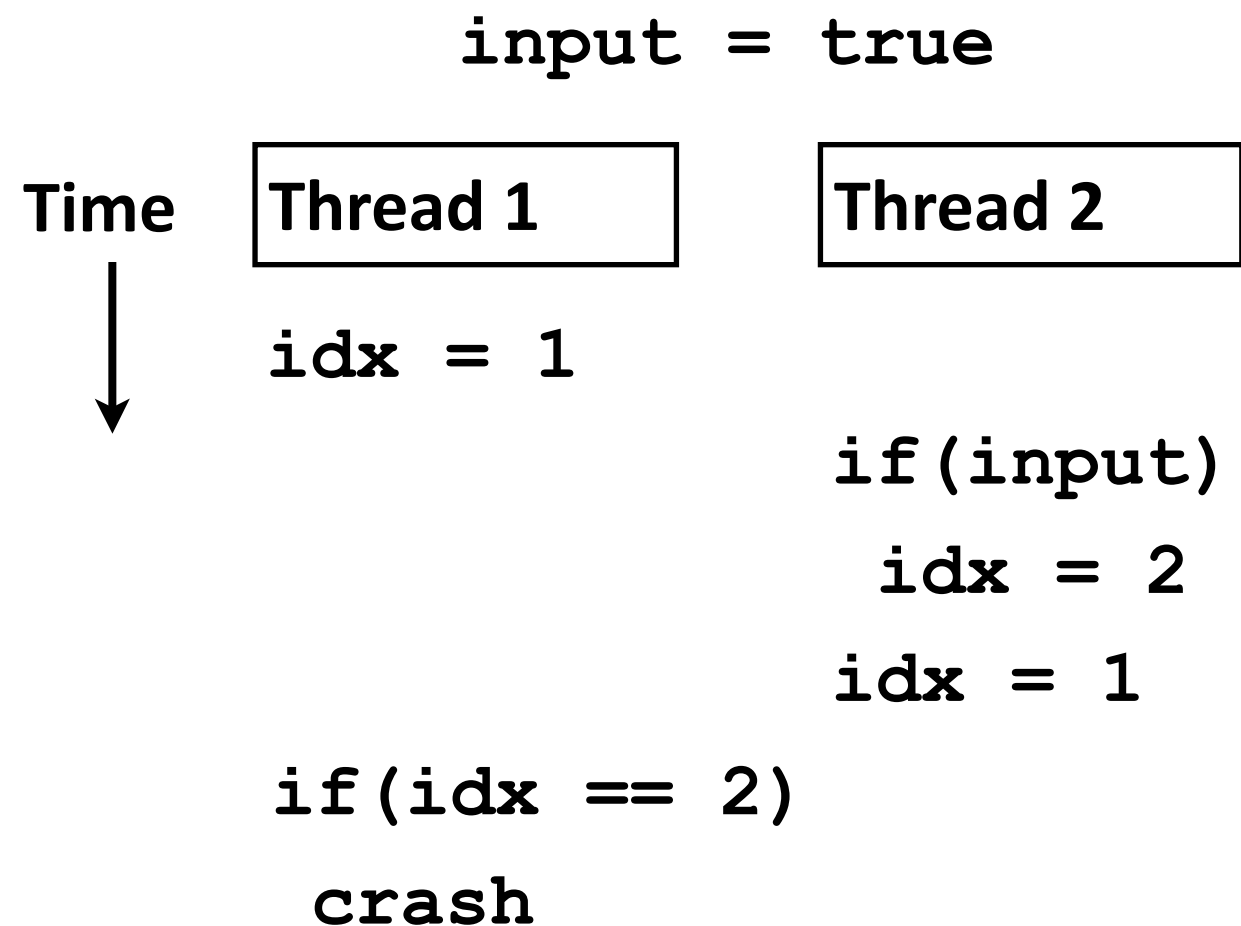 input = true
Time
Thread 1
Thread 2
idx = 1
if(input)
idx = 2
idx = 1
if(idx == 2)
crash